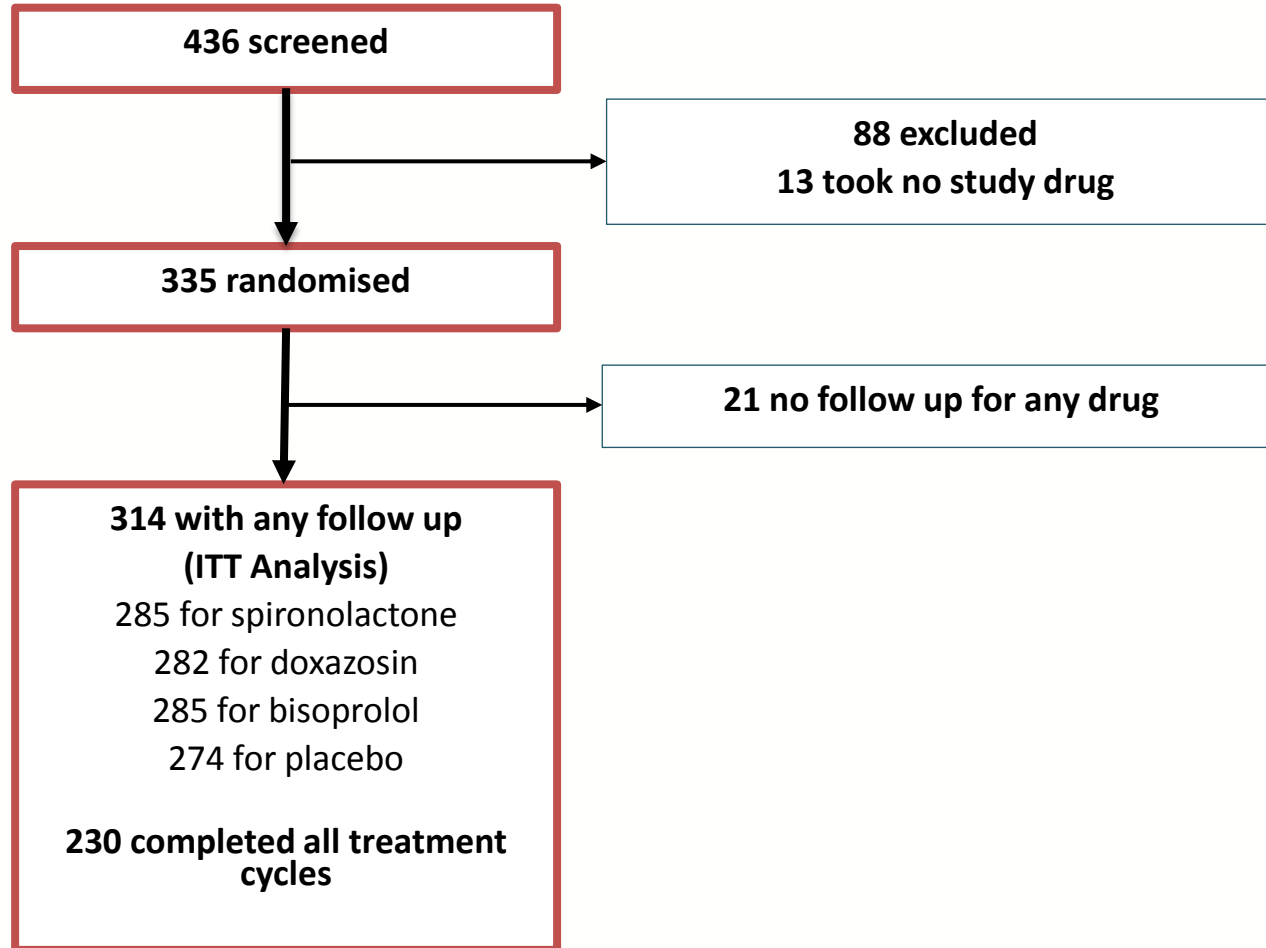 436 screened
88 excluded
13 took no study drug
335 randomised
21 no follow up for any drug
314 with any follow up
(ITT Analysis)
285 for spironolactone
282 for doxazosin
285 for bisoprolol
274 for placebo
230 completed all treatment
cycles